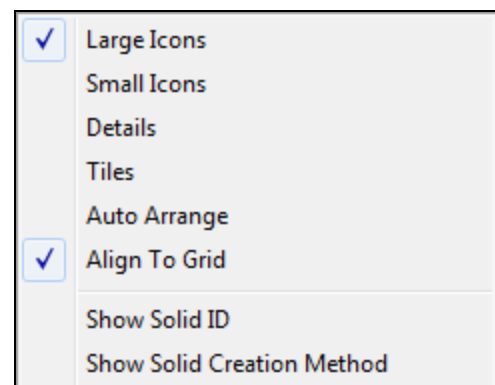 Large Icons
Small Icons
Details
Tiles
Auto Arrange
Align To Grid
Show Solid ID
Show Solid Creation Method